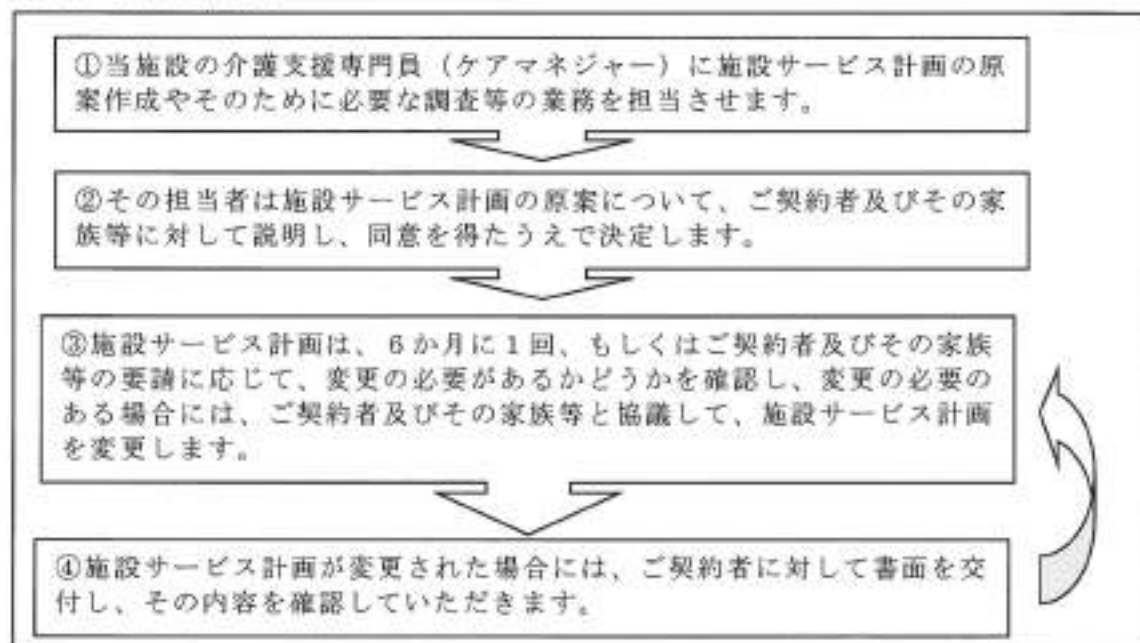 ①当施設の介護支援専門員（ケアマネジャー）に施設サービス計画の原
案作成やそのために必要な調査等の業務を担当させます。
②その担当者は施設サービス計画の原案について、ご契約者及びその家
族等に対して説明し、同意を得たうえで決定します。
③施設サービス計画は、６か月に１回、もしくはご契約者及びその家族
等の要請に応じて、変更の必要があるかどうかを確認し、変更の必要の
ある場合には、ご契約者及びその家族等と協議して、施設サービス計画
を変更します。
④施設サービス計画が変更された場合には、ご契約者に対して書面を交
付し、その内容を確認していただきます。